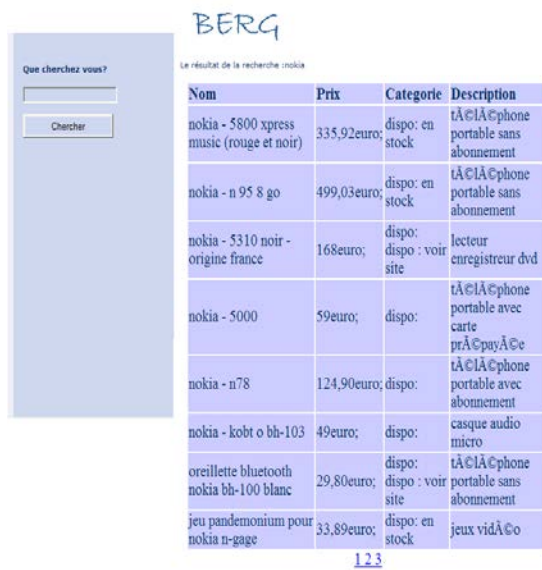 BERG
Que cherchez vous?
Chercher
Le résultat de la recherche :nokia
Nom Prix Categorie Description
nokia - 5800 xpress music (rouge et noir) 335,92euro; dispo: en stock tÃ©lÃ©phone portable sans abonnement
nokia - n 95 8 go 499,03euro; dispo: en stock tÃ©lÃ©phone portable sans abonnement
nokia - 5310 noir - origine france 168euro; dispo: dispo : voir site lecteur enregistreur dvd
nokia - 5000 59euro; dispo: tÃ©lÃ©phone portable avec carte prÃ©payÃ©e
nokia - n78 124,90euro; dispo: tÃ©lÃ©phone portable avec abonnement
nokia - kobt o bh-103 49euro; dispo: casque audio micro
oreillette bluetooth nokia bh-100 blanc 29,80euro; dispo: dispo : voir site tÃ©lÃ©phone portable sans abonnement
jeu pandemonium pour nokia n-gage 33,89euro; dispo: en stock jeux vidÃ©o
1 2 3